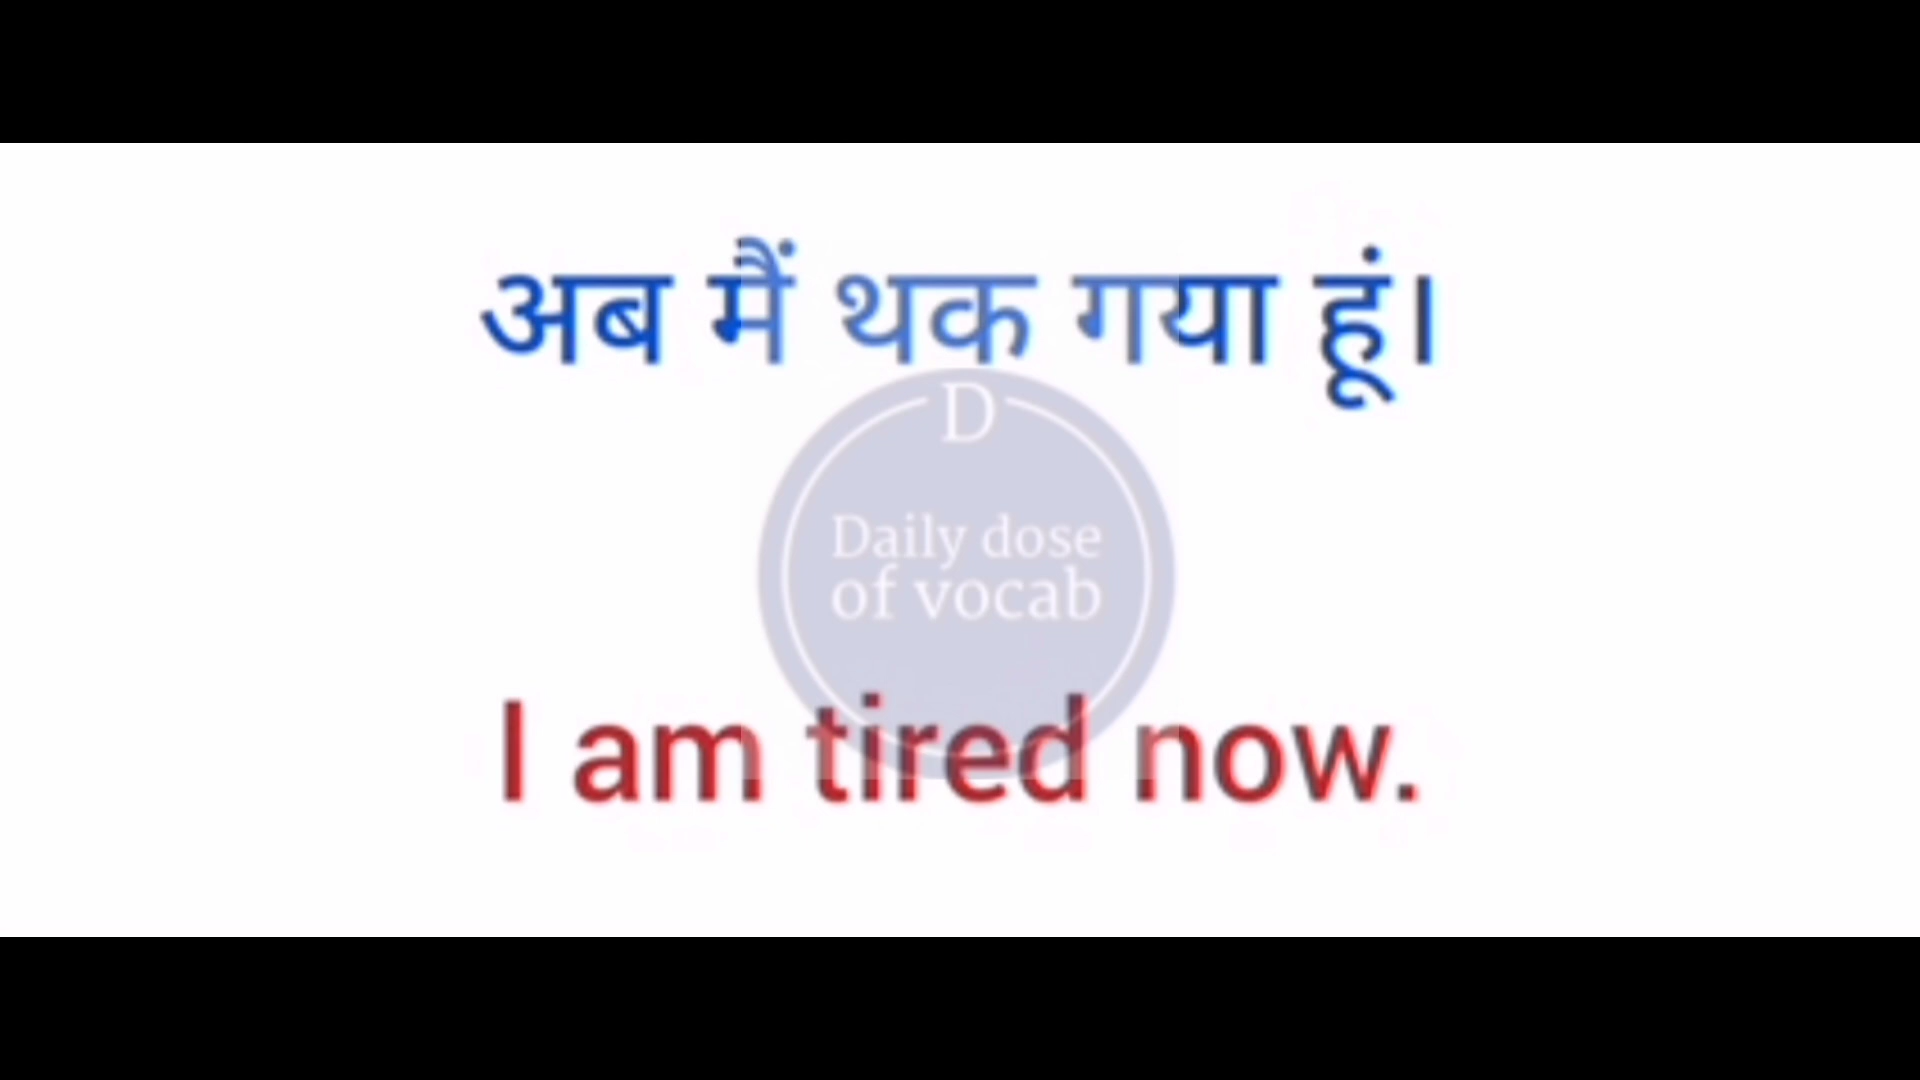 अब मैं थक गया हूं।
D
Daily dose
of vocab
I am tired now.